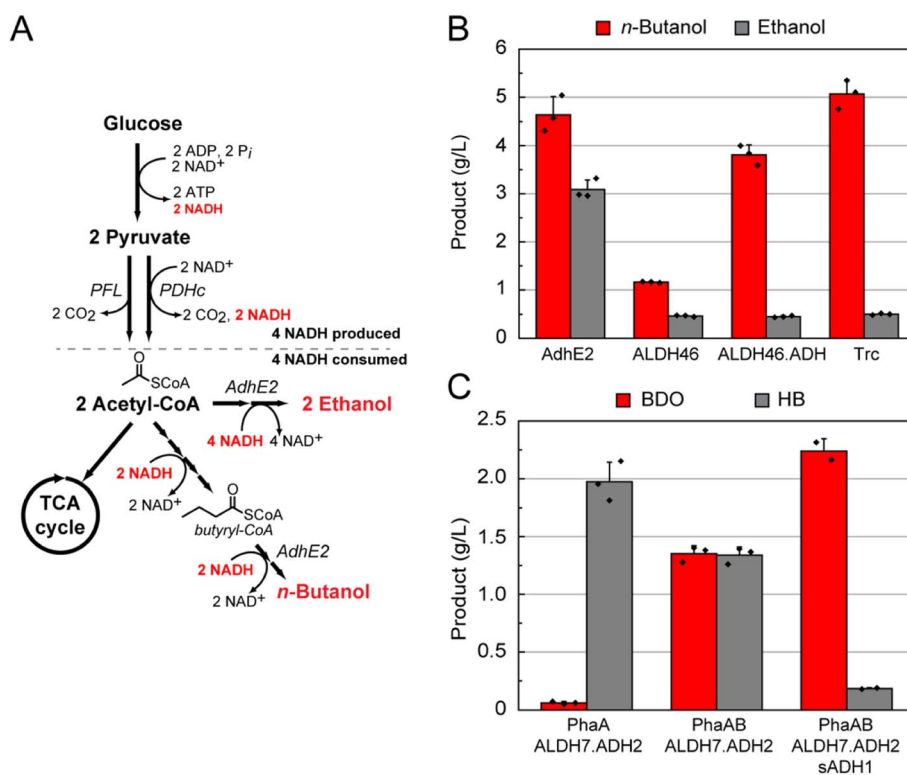 A
Glucose
2 ADP, 2 Pi
2 NAD+
2 ATP
2 NADH
2 Pyruvate
2 NAD+
PFL
PDHc
2 CO2
2 CO2, 2 NADH
4 NADH produced
4 NADH consumed
O
SCoA
AdhE2
2 Acetyl-CoA
2 Ethanol
4 NADH
4 NAD+
2 NADH
2 NAD+
O
SCoA
butyryl-CoA
TCA
cycle
AdhE2
2 NADH
2 NAD+
n-Butanol
B
n-Butanol
Ethanol
Product (g/L)
6
5
4
3
2
1
0
AdhE2
ALDH46
ALDH46.ADH
Trc
C
BDO
HB
Product (g/L)
2.5
2.0
1.5
1.0
0.5
0
PhaA
ALDH7.ADH2
PhaAB
ALDH7.ADH2
PhaAB
ALDH7.ADH2
sADH1